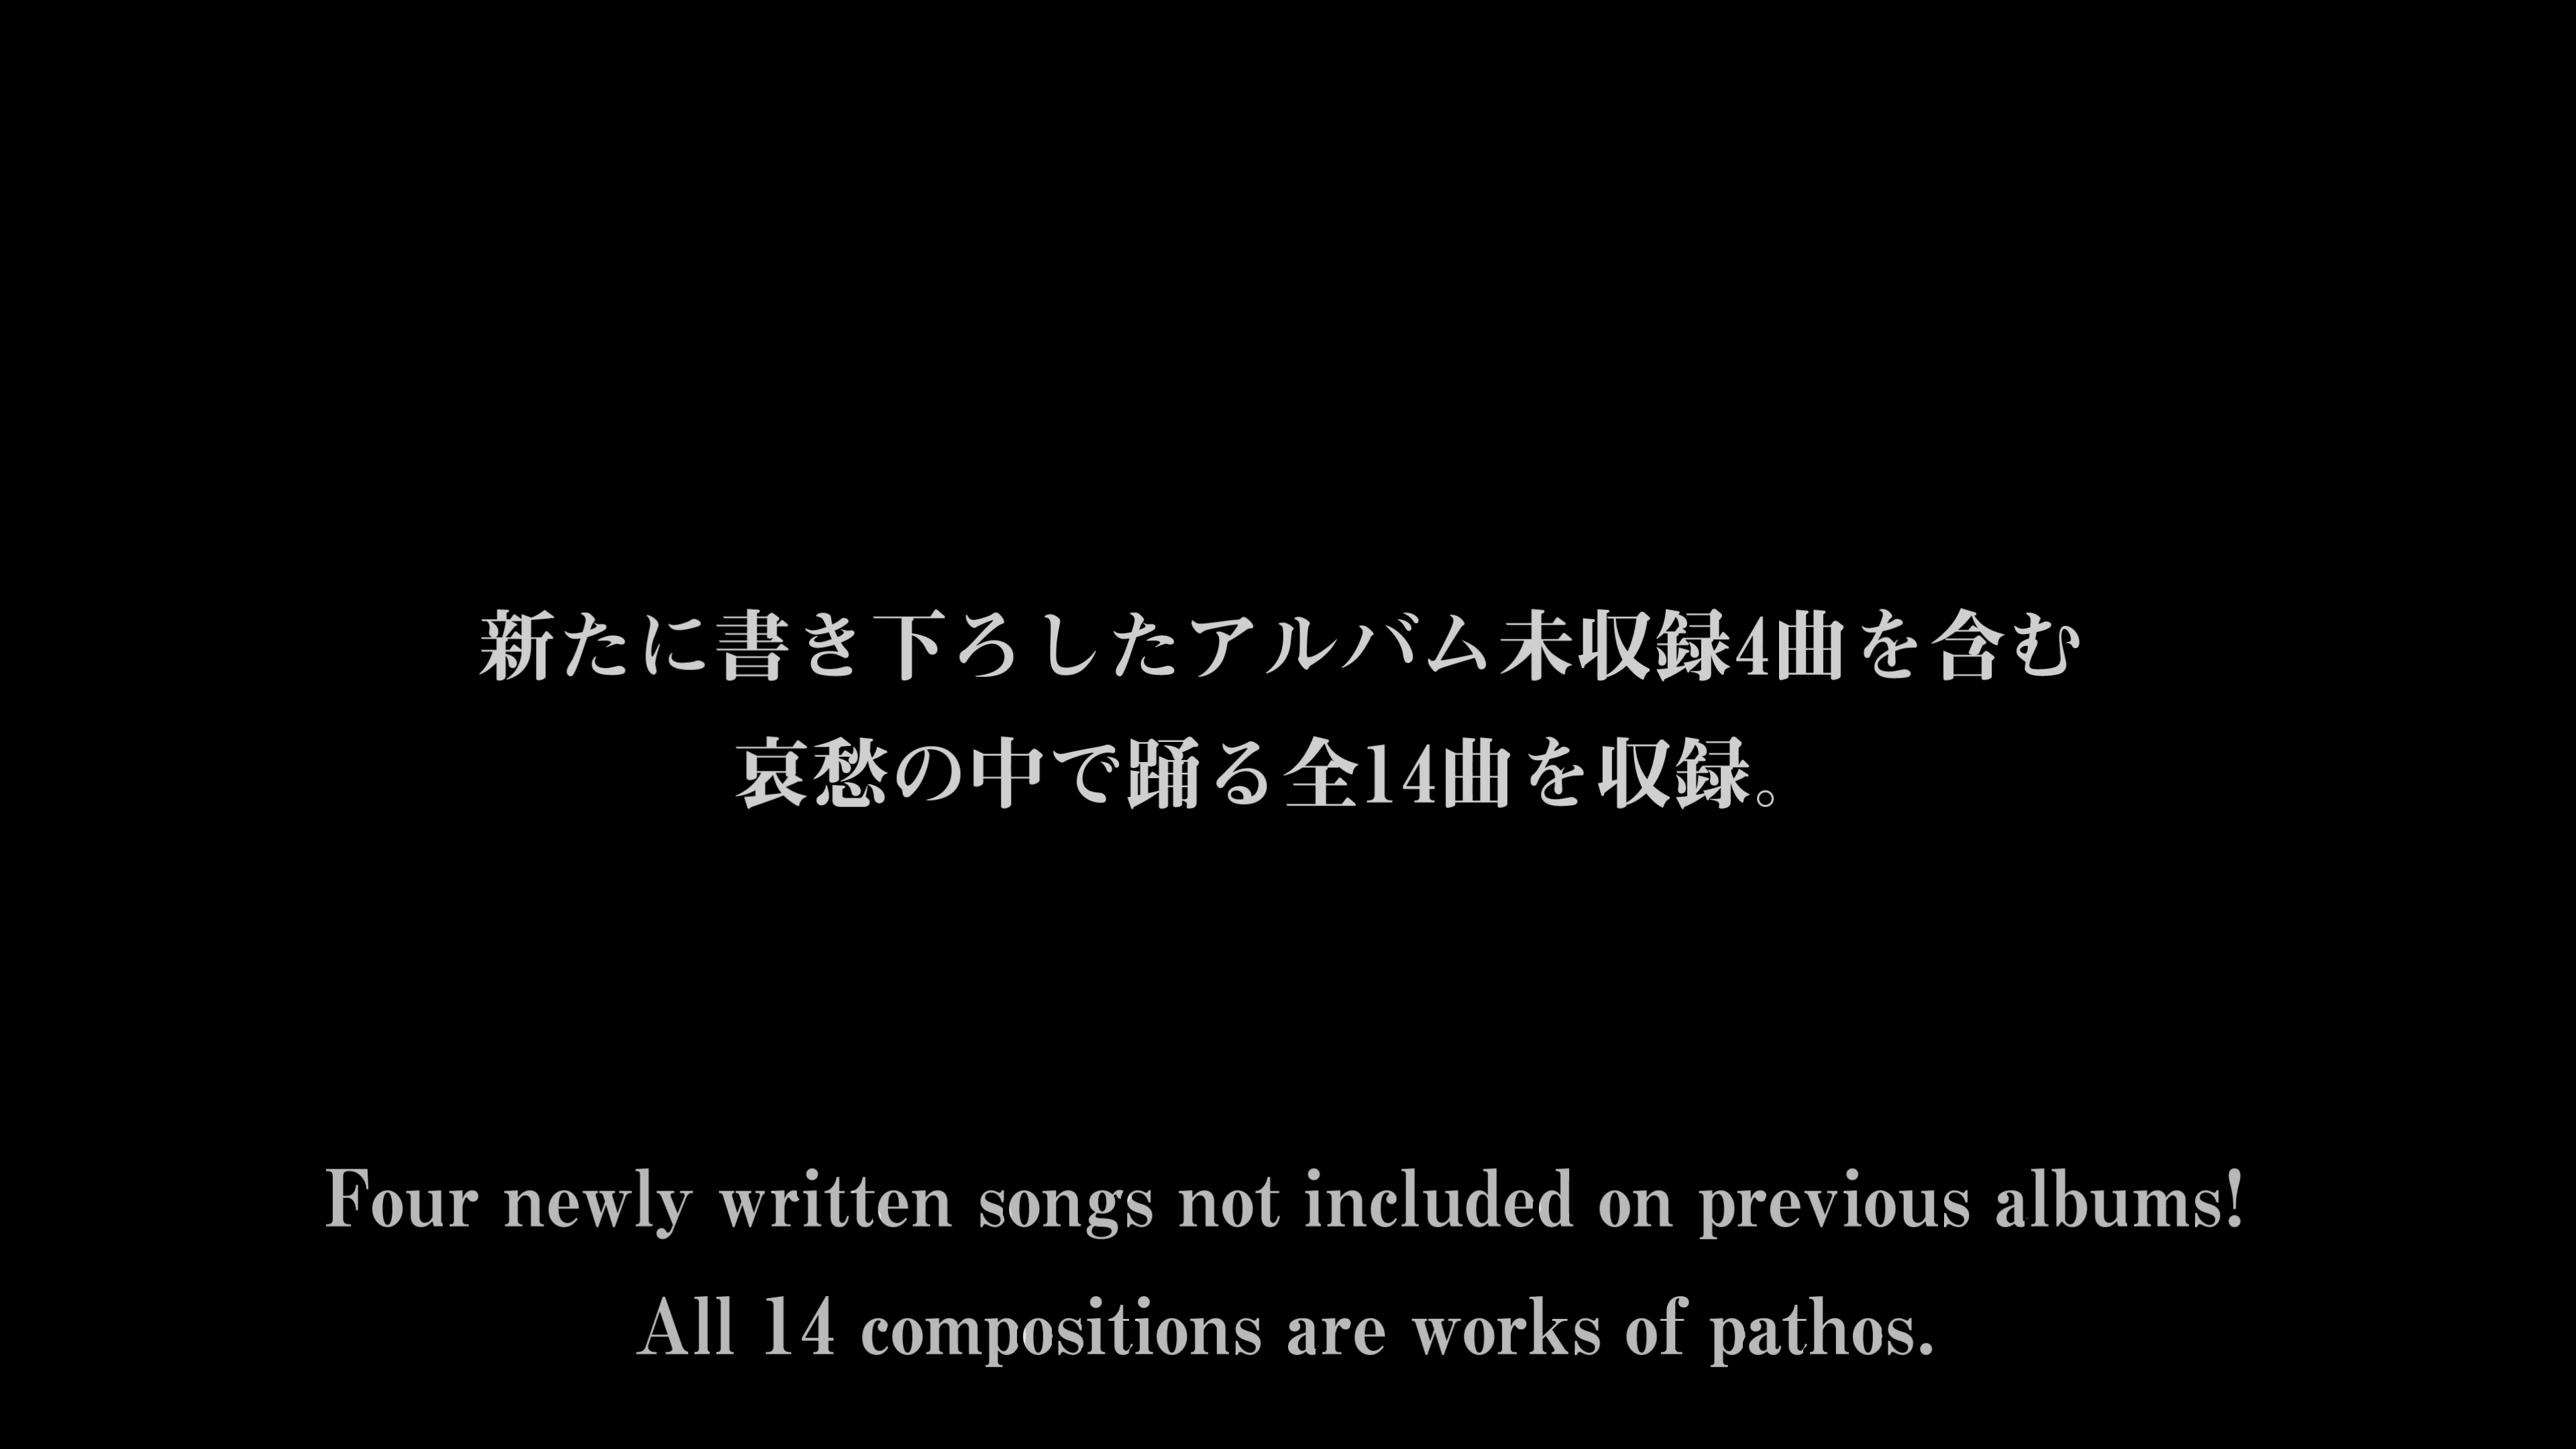 新たに書き下ろしたアルバム未収録4曲を含む
哀愁の中で踊る全14曲を収録。
Four newly written songs not included on previous albums!
All 14 compositions are works of pathos.